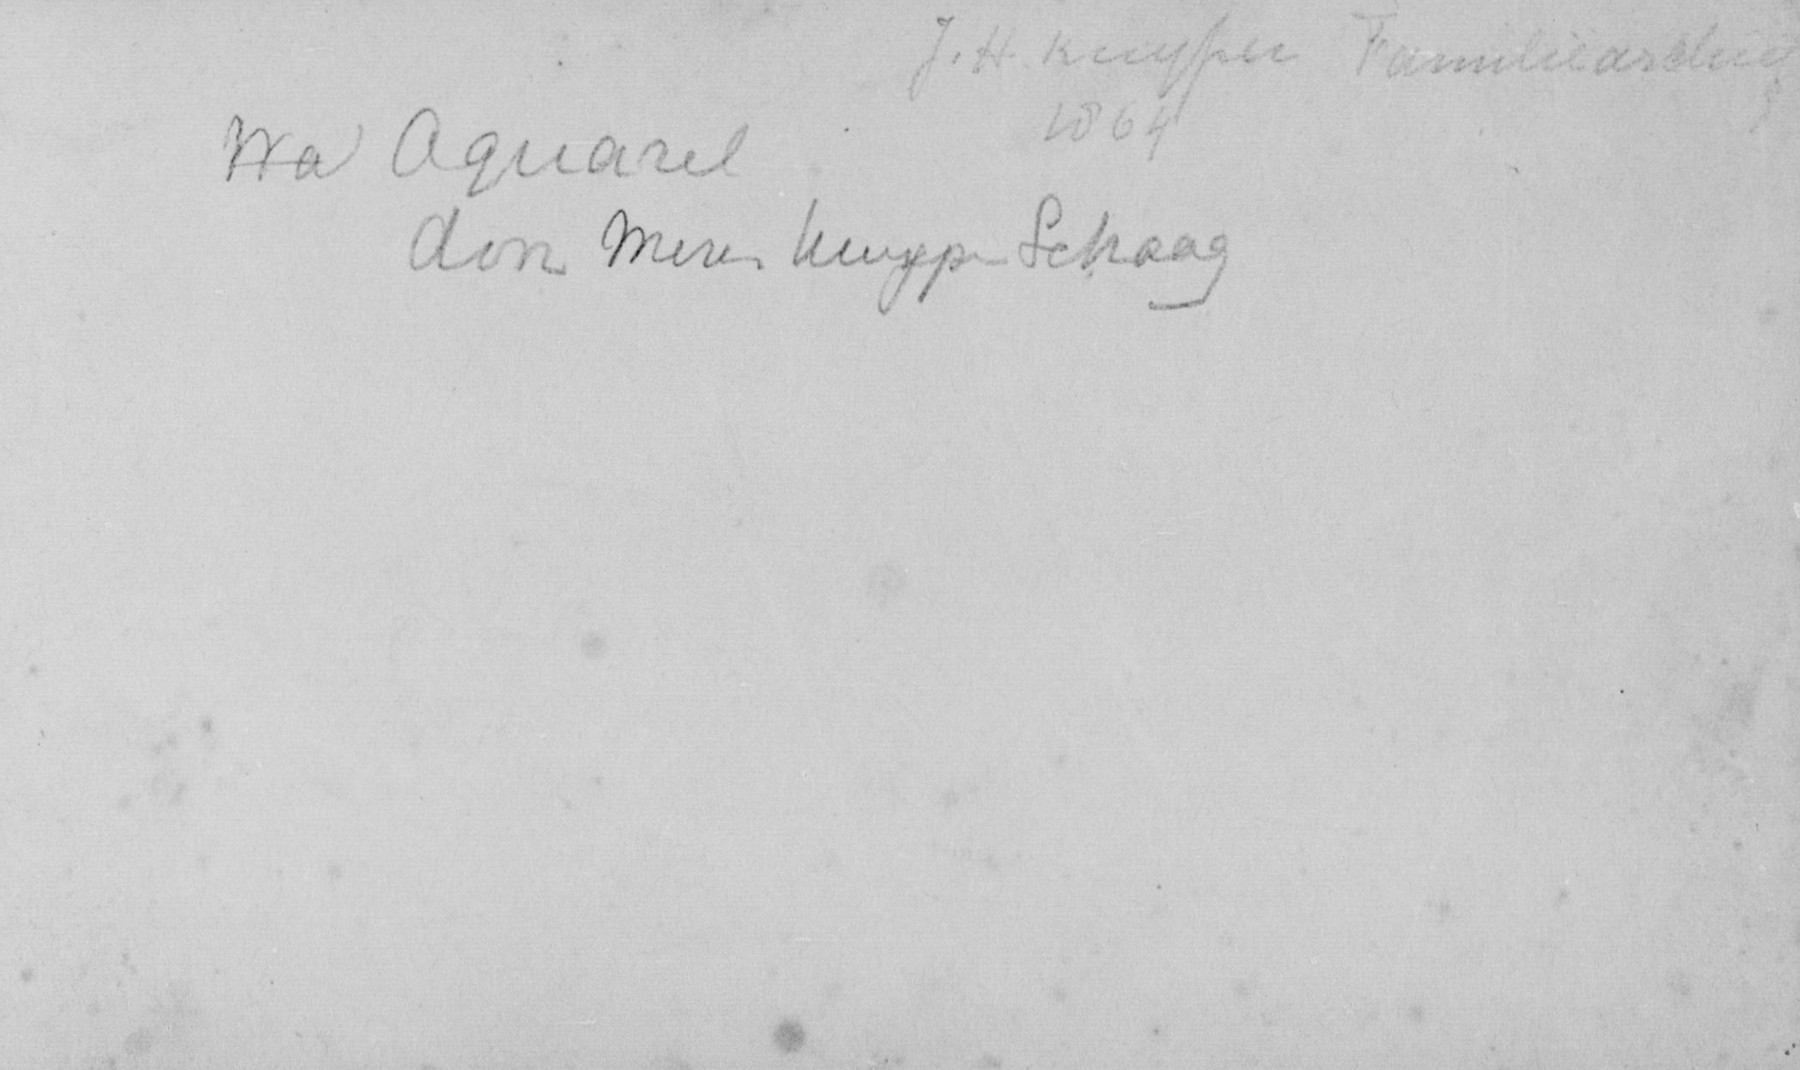 J. H. Kuyper Familiearchief
1864
Na Aquarel
door Mevr. Kuyper Schaag